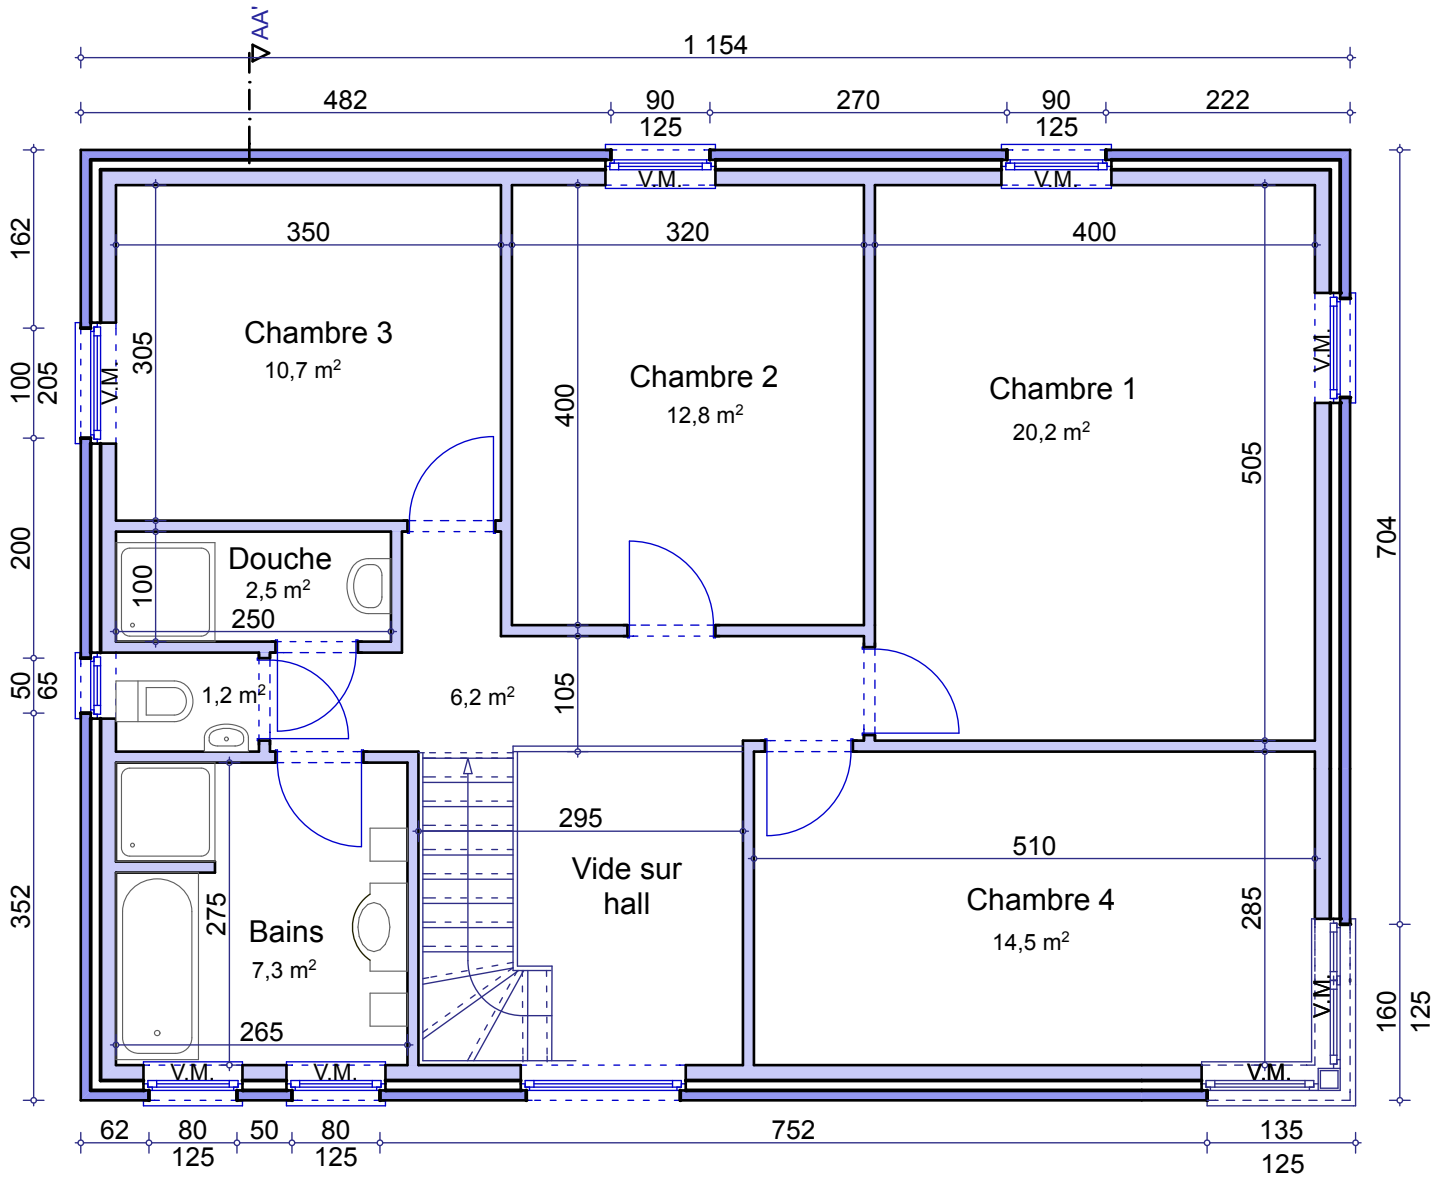 AA'
1 154
482
90
270
90
222
125
125
V.M.
V.M.
162
350
320
400
Chambre 3
10,7 m²
305
100
205
V.M.
Chambre 2
12,8 m²
400
Chambre 1
20,2 m²
V.M.
505
704
200
Douche
2,5 m²
100
250
50
65
1,2 m²
6,2 m²
105
295
510
Vide sur
hall
352
275
Bains
7,3 m²
Chambre 4
14,5 m²
285
265
V.M.
160
125
V.M.
V.M.
V.M.
62
80
50
80
752
135
125
125
125